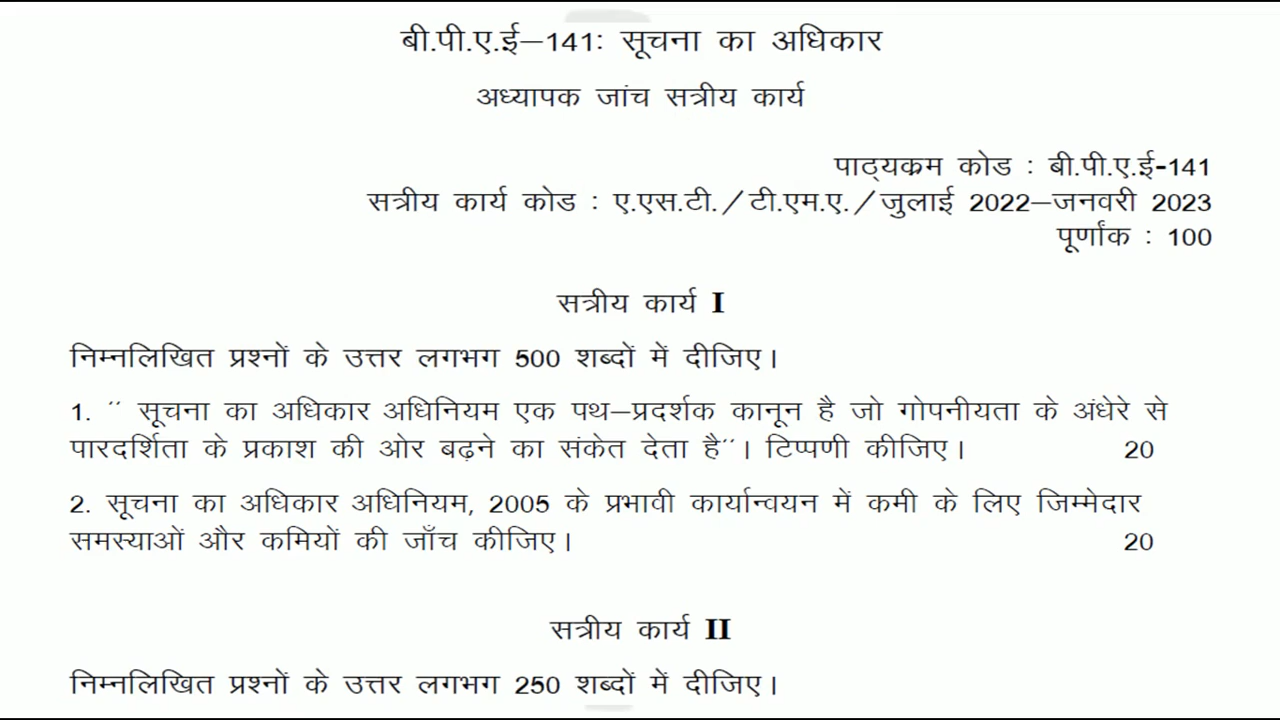 बी.पी.ए.ई–141: सूचना का अधिकार
अध्यापक जांच सत्रीय कार्य
पाठ्यक्रम कोड : बी.पी.ए.ई-141
सत्रीय कार्य कोड : ए.एस.टी./टी.एम.ए./जुलाई 2022–जनवरी 2023
पूर्णांक : 100
सत्रीय कार्य I
निम्नलिखित प्रश्नों के उत्तर लगभग 500 शब्दों में दीजिए।
1. ‘‘ सूचना का अधिकार अधिनियम एक पथ–प्रदर्शक कानून है जो गोपनीयता के अंधेरे से
पारदर्शिता के प्रकाश की ओर बढ़ने का संकेत देता है’’। टिप्पणी कीजिए। 20
2. सूचना का अधिकार अधिनियम, 2005 के प्रभावी कार्यान्वयन में कमी के लिए जिम्मेदार
समस्याओं और कमियों की जाँच कीजिए। 20
सत्रीय कार्य II
निम्नलिखित प्रश्नों के उत्तर लगभग 250 शब्दों में दीजिए।